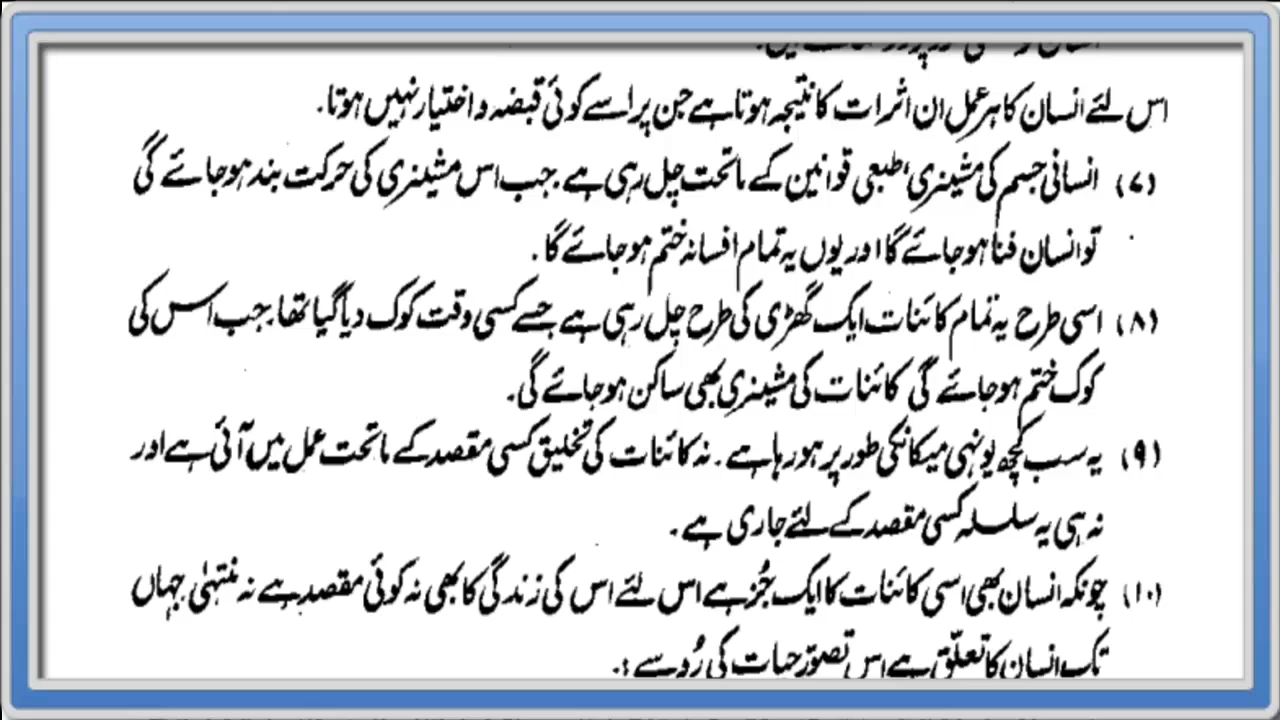 اس لئے انسان کا ہر عمل ان اثرات کا نتیجہ ہوتا ہے جن پر اسے کوئی قبضہ و اختیار نہیں ہوتا.
(۷) انسانی جسم کی مشینری، طبعی قوانین کے ماتحت چل رہی ہے. جب اس مشینری کی حرکت بند ہو جائے گی
تو انسان فنا ہو جائے گا اور یوں یہ تمام افسانہ ختم ہو جائے گا.
(۸) اسی طرح یہ تمام کائنات ایک گھڑی کی طرح چل رہی ہے جسے کسی وقت کوک دیا گیا تھا. جب اس کی
کوک ختم ہو جائے گی کائنات کی مشینری بھی ساکن ہو جائے گی.
(۹) یہ سب کچھ یونہی میکانکی طور پر ہو رہا ہے. نہ کائنات کی تخلیق کسی مقصد کے ماتحت عمل میں آئی ہے اور
نہ ہی یہ سلسلہ کسی مقصد کے لئے جاری ہے.
(۱۰) چونکہ انسان بھی اسی کائنات کا ایک جُز ہے اس لئے اس کی زندگی کا بھی نہ کوئی مقصد ہے نہ منتہیٰ جہاں
تک انسان کا تعلّق ہے اس تصوّرِ حیات کی رُو سے :.